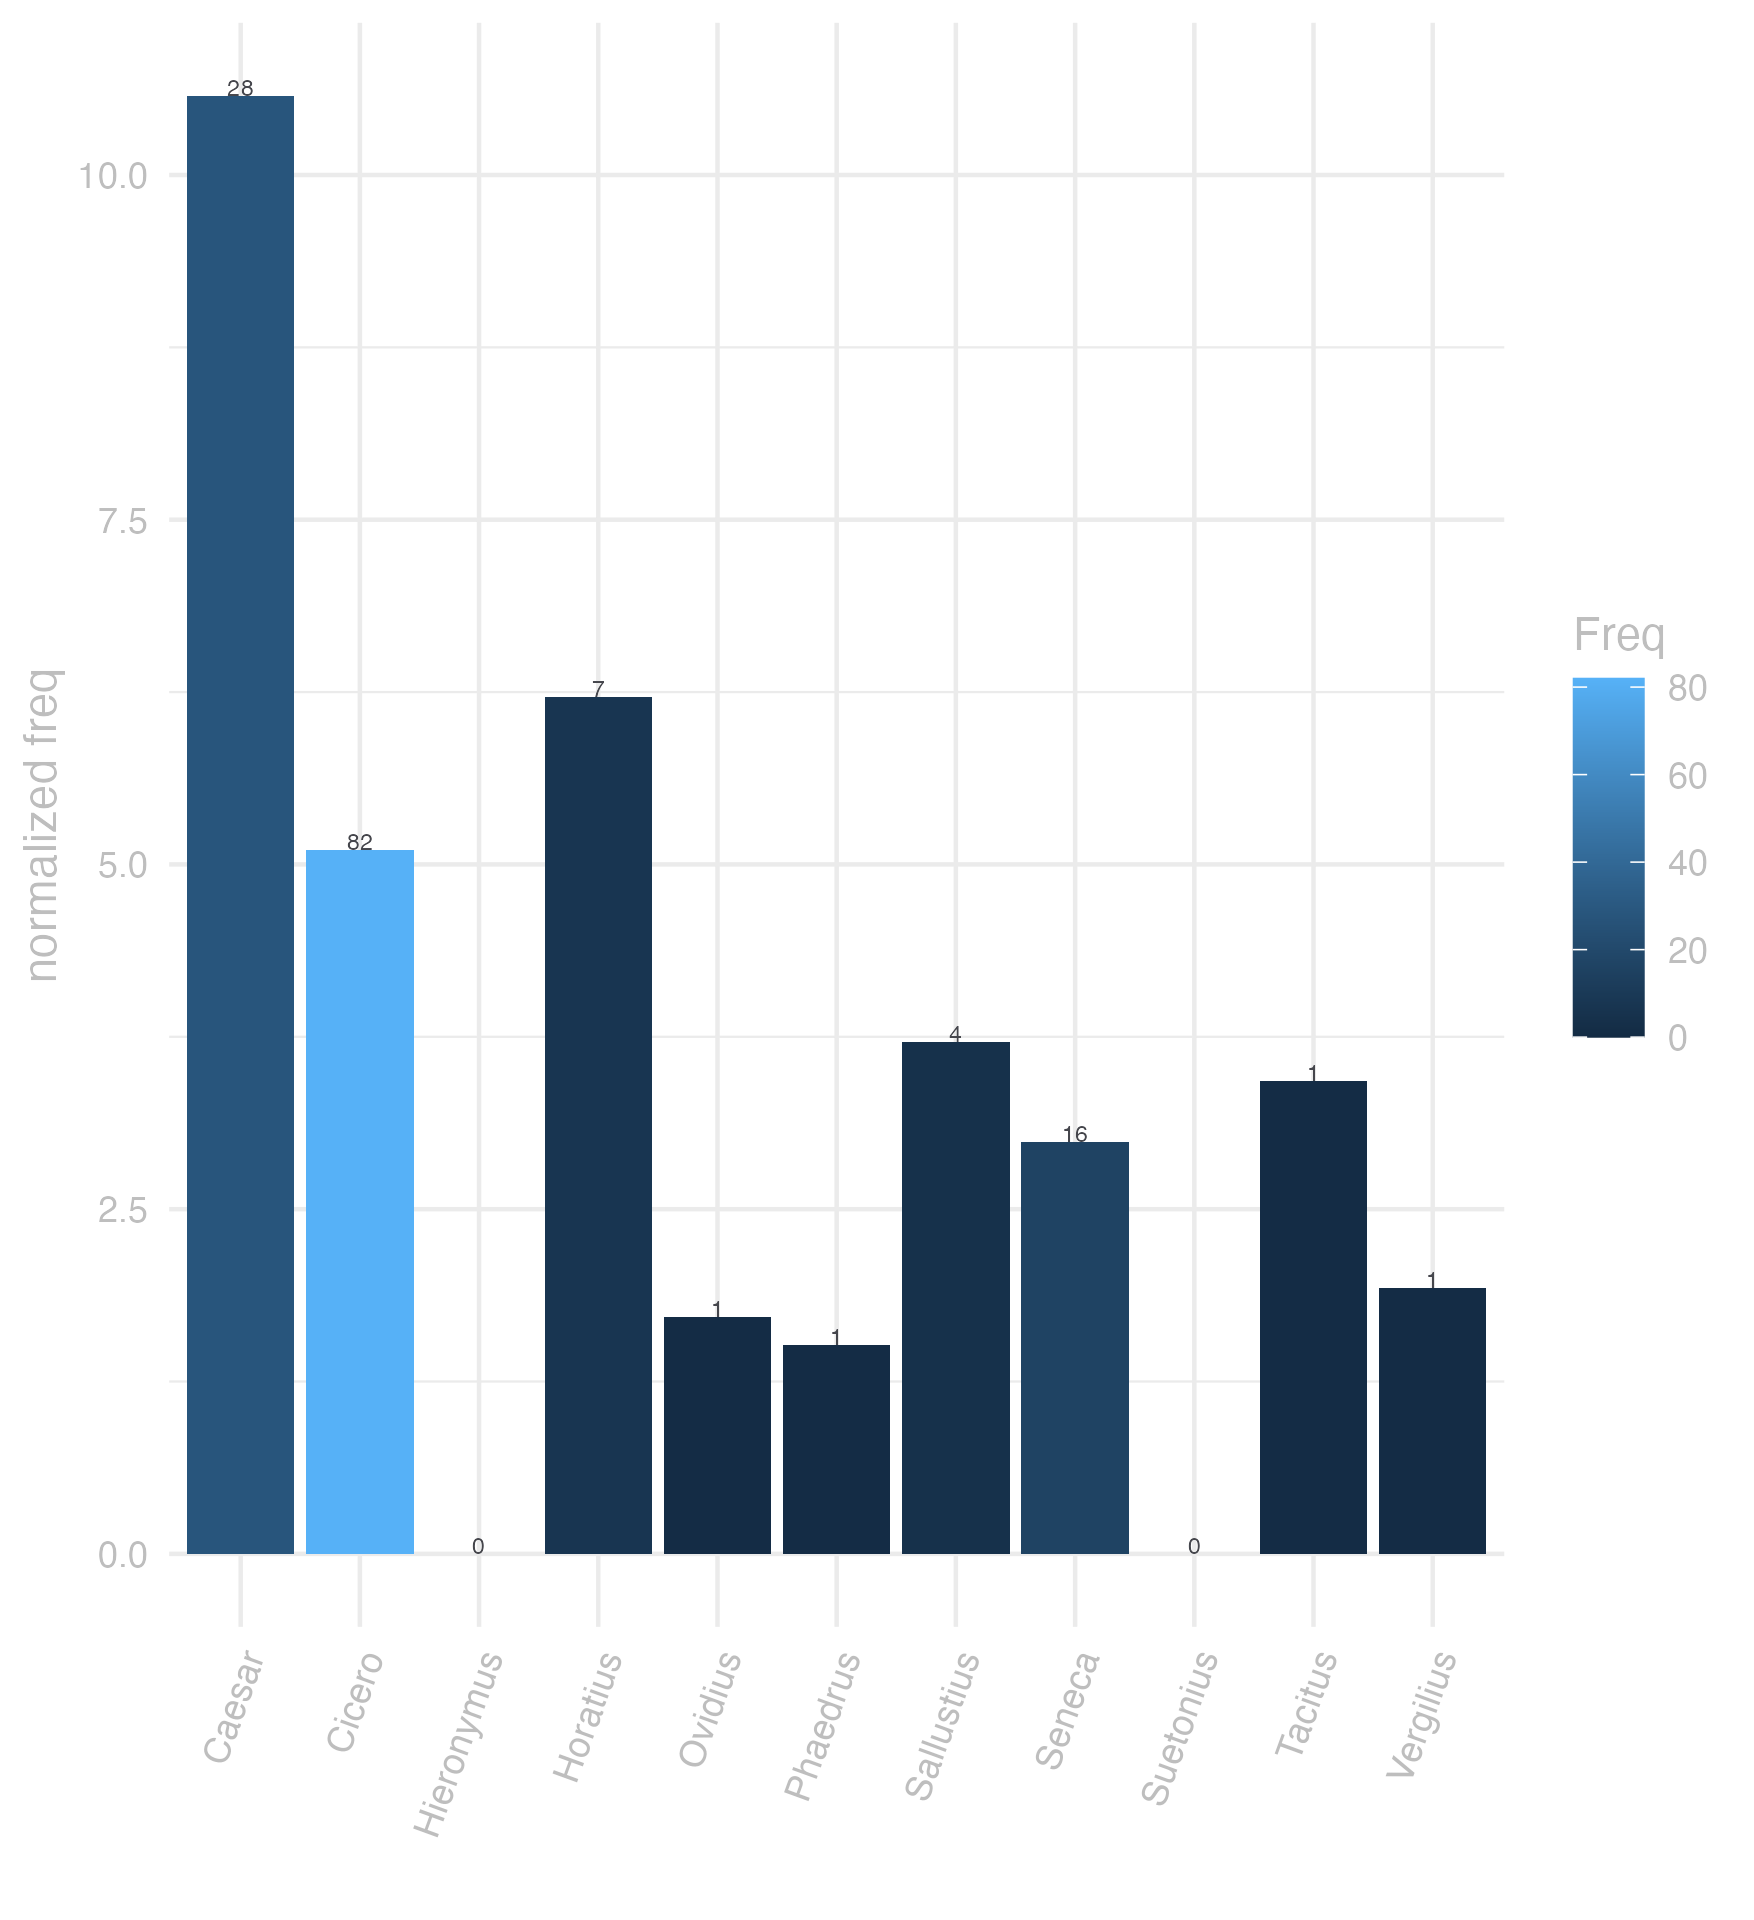 28
10.0
7.5
7
Freq
80
60
40
20
0
normalized freq
82
5.0
4
1
16
2.5
1
1
1
0.0
0
0
Caesar
Cicero
Hieronymus
Horatius
Ovidius
Phaedrus
Sallustius
Seneca
Suetonius
Tacitus
Vergilius